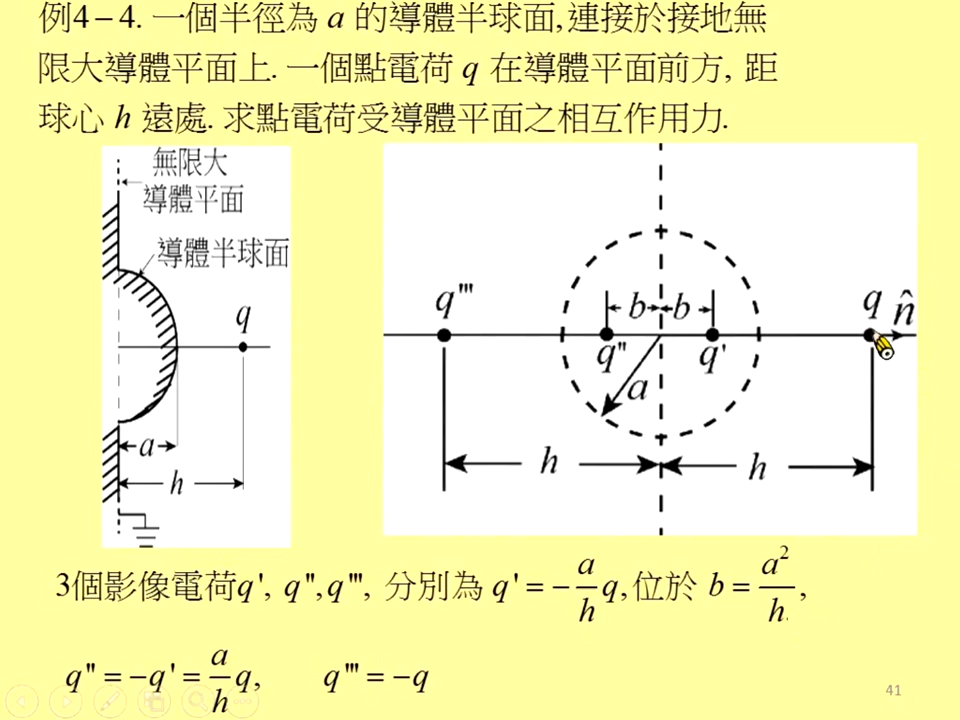 例4 – 4. 一個半徑為 a 的導體半球面, 連接於接地無
限大導體平面上. 一個點電荷 q 在導體平面前方, 距
球心 h 遠處. 求點電荷受導體平面之相互作用力.
無限大
導體平面
導體半球面
q
a
h
q''' b b q n̂
q'' q'
a
h h
3個影像電荷q', q'', q''', 分別為 q' = − a/h q, 位於 b = a²/h,
q'' = −q' = a/h q, q''' = −q
41